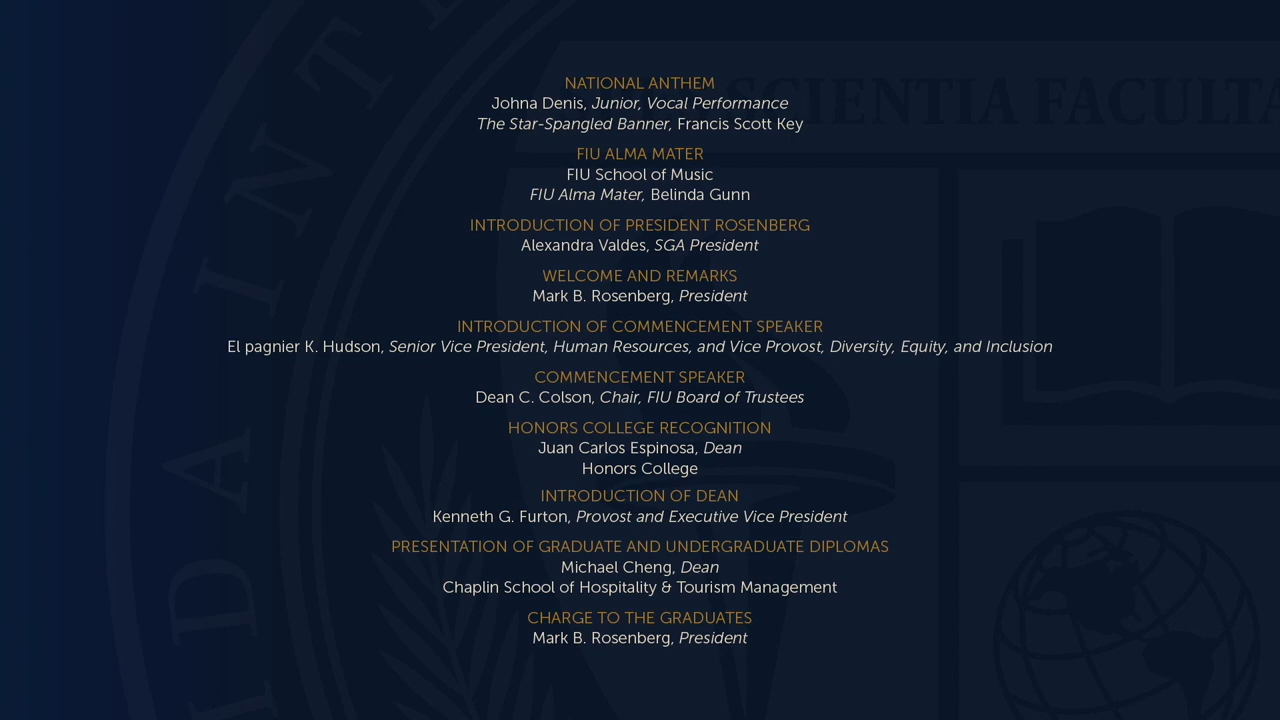 NATIONAL ANTHEM
Johna Denis, Junior, Vocal Performance
The Star-Spangled Banner, Francis Scott Key
FIU ALMA MATER
FIU School of Music
FIU Alma Mater, Belinda Gunn
INTRODUCTION OF PRESIDENT ROSENBERG
Alexandra Valdes, SGA President
WELCOME AND REMARKS
Mark B. Rosenberg, President
INTRODUCTION OF COMMENCEMENT SPEAKER
El pagnier K. Hudson, Senior Vice President, Human Resources, and Vice Provost, Diversity, Equity, and Inclusion
COMMENCEMENT SPEAKER
Dean C. Colson, Chair, FIU Board of Trustees
HONORS COLLEGE RECOGNITION
Juan Carlos Espinosa, Dean
Honors College
INTRODUCTION OF DEAN
Kenneth G. Furton, Provost and Executive Vice President
PRESENTATION OF GRADUATE AND UNDERGRADUATE DIPLOMAS
Michael Cheng, Dean
Chaplin School of Hospitality & Tourism Management
CHARGE TO THE GRADUATES
Mark B. Rosenberg, President
SCIENTIA FACULTA
IDA INT